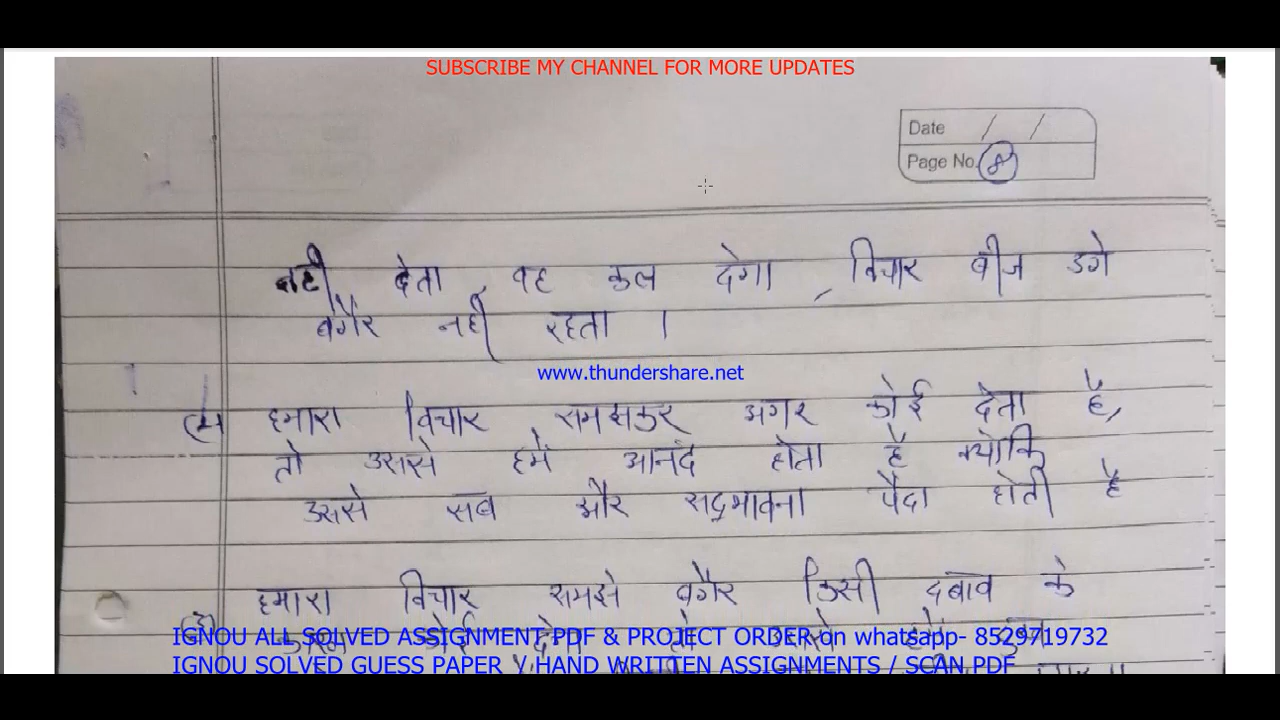 SUBSCRIBE MY CHANNEL FOR MORE UPDATES
Date / /
Page No. 8
नही देता, वह कल देगा, विचार बीज उगे
बगैर नहीं रहता ।
www.thundershare.net
हमारा विचार समझकर अगर कोई देता है,
तो उससे हमें आनंद होता है क्योकि
उससे सब और सद्भावना पैदा होती है
हमारा विचार समझे बगैर किसी दबाव के
कोई देगा तो उससे
IGNOU ALL SOLVED ASSIGNMENT PDF & PROJECT ORDER on whatsapp- 8529719732
IGNOU SOLVED GUESS PAPER / HAND WRITTEN ASSIGNMENTS / SCAN PDF